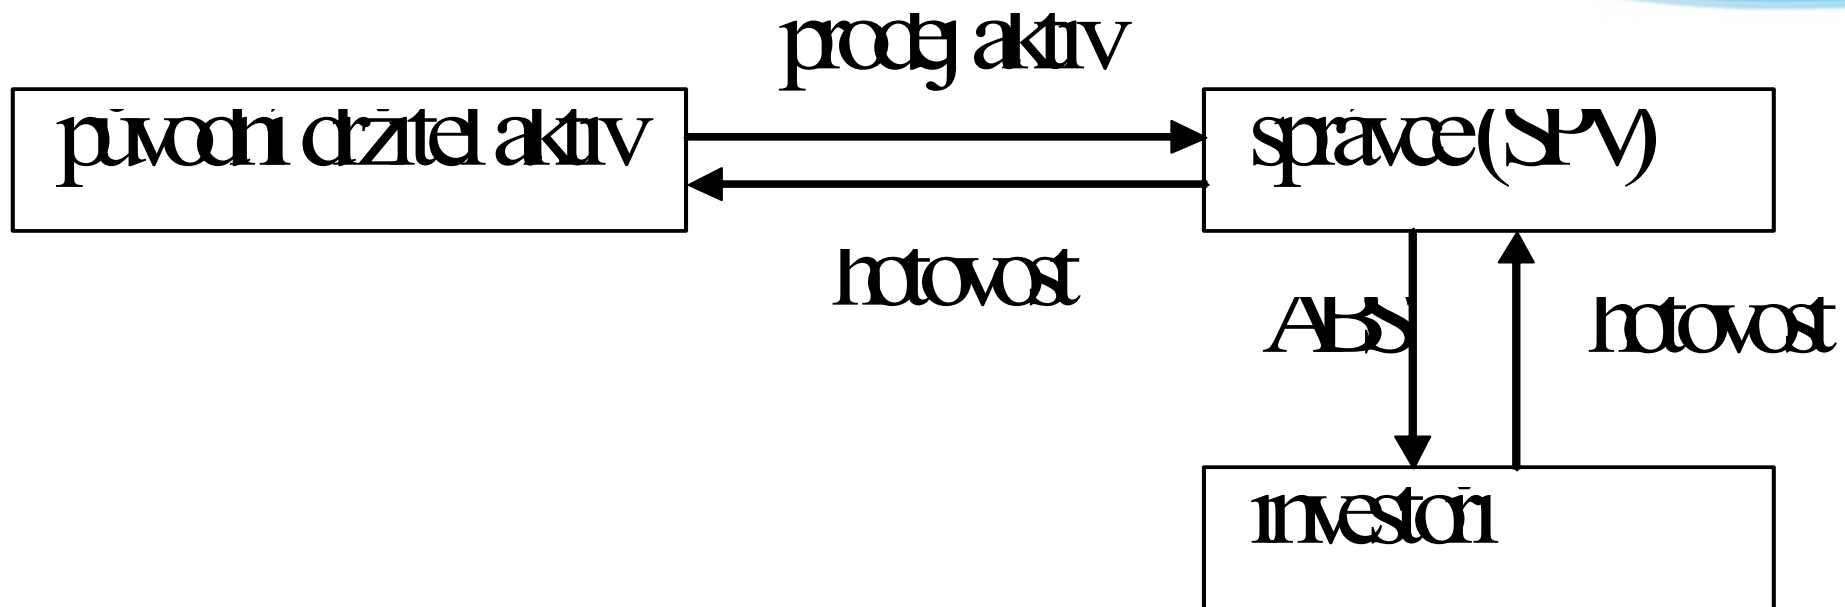 prodej aktiv
původní držitel aktiv
správce (SPV)
hotovost
ABS
hotovost
investoři